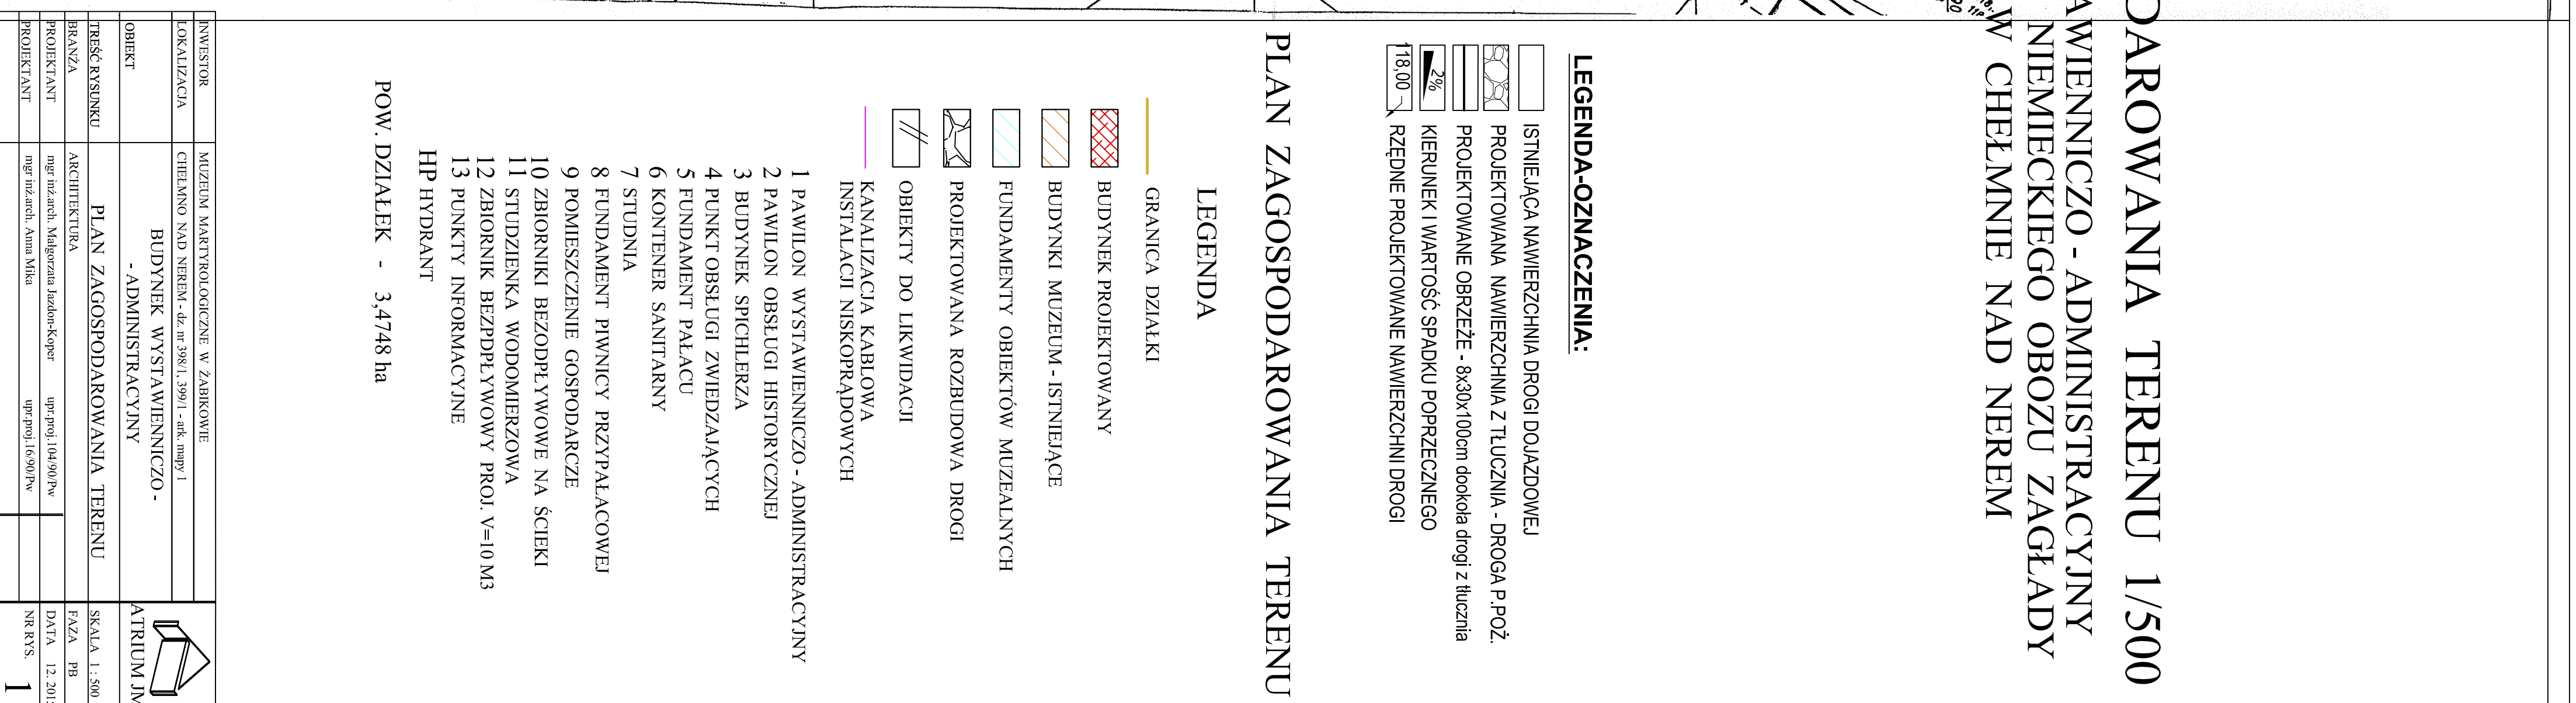 DAROWANIA TERENU 1/500
AWIENNICZO - ADMINISTRACYJNY
NIEMIECKIEGO OBOZU ZAGŁADY
W CHEŁMNIE NAD NEREM
LEGENDA-OZNACZENIA:
ISTNIEJĄCA NAWIERZCHNIA DROGI DOJAZDOWEJ
PROJEKTOWANA NAWIERZCHNIA Z TŁUCZNIA - DROGA P.POŻ.
PROJEKTOWANE OBRZEŻE - 8x30x100cm dookoła drogi z tłucznia
2% KIERUNEK I WARTOŚĆ SPADKU POPRZECZNEGO
118,00 RZĘDNE PROJEKTOWANE NAWIERZCHNI DROGI
PLAN ZAGOSPODAROWANIA TERENU
LEGENDA
GRANICA DZIAŁKI
BUDYNEK PROJEKTOWANY
BUDYNKI MUZEUM - ISTNIEJĄCE
FUNDAMENTY OBIEKTÓW MUZEALNYCH
PROJEKTOWANA ROZBUDOWA DROGI
OBIEKTY DO LIKWIDACJI
KANALIZACJA KABLOWA
INSTALACJI NISKOPRĄDOWYCH
1 PAWILON WYSTAWIENNICZO - ADMINISTRACYJNY
2 PAWILON OBSŁUGI HISTORYCZNEJ
3 BUDYNEK SPICHLERZA
4 PUNKT OBSŁUGI ZWIEDZAJĄCYCH
5 FUNDAMENT PAŁACU
6 KONTENER SANITARNY
7 STUDNIA
8 FUNDAMENT PIWNICY PRZYPAŁACOWEJ
9 POMIESZCZENIE GOSPODARCZE
10 ZBIORNIKI BEZODPŁYWOWE NA ŚCIEKI
11 STUDZIENKA WODOMIERZOWA
12 ZBIORNIK BEZPDPŁYWOWY PROJ. V=10 M3
13 PUNKTY INFORMACYJNE
HP HYDRANT
POW. DZIAŁEK - 3,4748 ha
INWESTOR MUZEUM MARTYROLOGICZNE W ŻABIKOWIE
LOKALIZACJA CHEŁMNO NAD NEREM - dz. nr 398/1, 399/1 - ark. mapy 1
OBIEKT BUDYNEK WYSTAWIENNICZO -
- ADMINISTRACYJNY
ATRIUM
TREŚĆ RYSUNKU PLAN ZAGOSPODAROWANIA TERENU SKALA 1 : 500
BRANŻA ARCHITEKTURA FAZA PB
PROJEKTANT mgr inż.arch. Małgorzata Jazdon-Koper upr.proj.104/90/Pw DATA 12.
PROJEKTANT mgr inż.arch. Anna Mika upr.proj.16/90/Pw NR RYS. 1